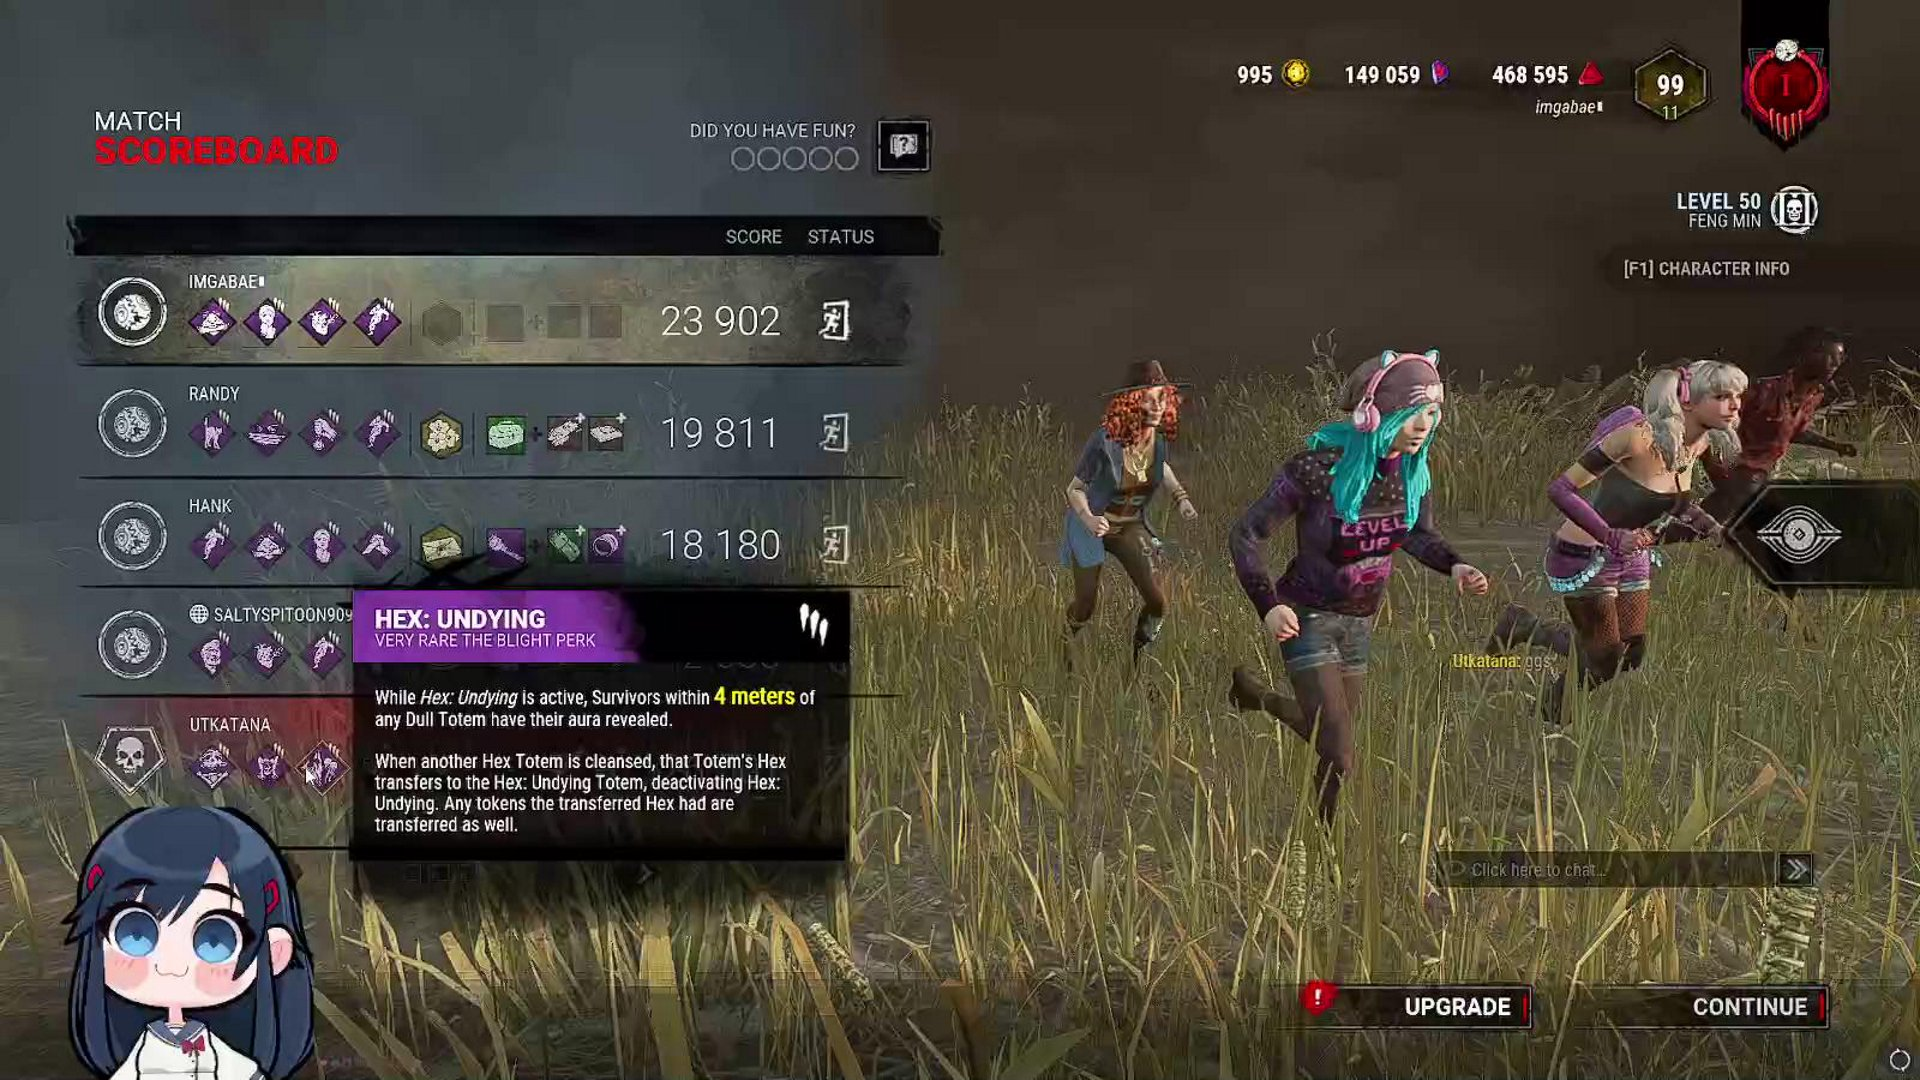 995
149 059
468 595
99
11
I
imgabae
MATCH
SCOREBOARD
DID YOU HAVE FUN?
LEVEL 50
FENG MIN
[F1] CHARACTER INFO
SCORE STATUS
IMGABAE
23 902
RANDY
19 811
HANK
18 180
SALTYSPITOON909
HEX: UNDYING
VERY RARE THE BLIGHT PERK
While Hex: Undying is active, Survivors within 4 meters of
any Dull Totem have their aura revealed.
When another Hex Totem is cleansed, that Totem's Hex
transfers to the Hex: Undying Totem, deactivating Hex:
Undying. Any tokens the transferred Hex had are
transferred as well.
UTKATANA
LEVEL
UP
Utkatana: ggs
Click here to chat...
UPGRADE
CONTINUE